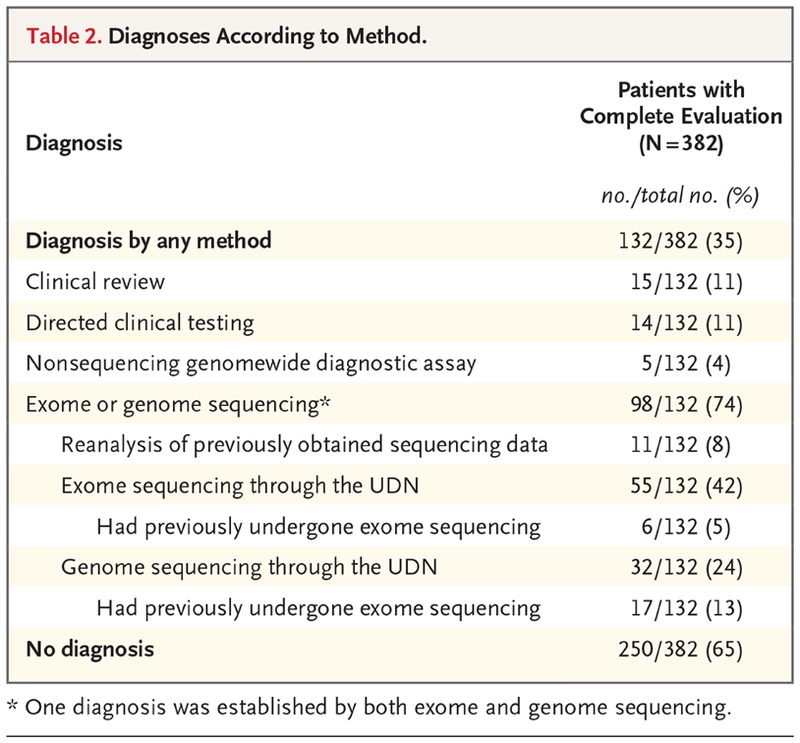 Table 2. Diagnoses According to Method.
Diagnosis
Patients with
Complete Evaluation
(N=382)
no./total no. (%)
Diagnosis by any method 132/382 (35)
Clinical review 15/132 (11)
Directed clinical testing 14/132 (11)
Nonsequencing genomewide diagnostic assay 5/132 (4)
Exome or genome sequencing* 98/132 (74)
Reanalysis of previously obtained sequencing data 11/132 (8)
Exome sequencing through the UDN 55/132 (42)
Had previously undergone exome sequencing 6/132 (5)
Genome sequencing through the UDN 32/132 (24)
Had previously undergone exome sequencing 17/132 (13)
No diagnosis 250/382 (65)
* One diagnosis was established by both exome and genome sequencing.